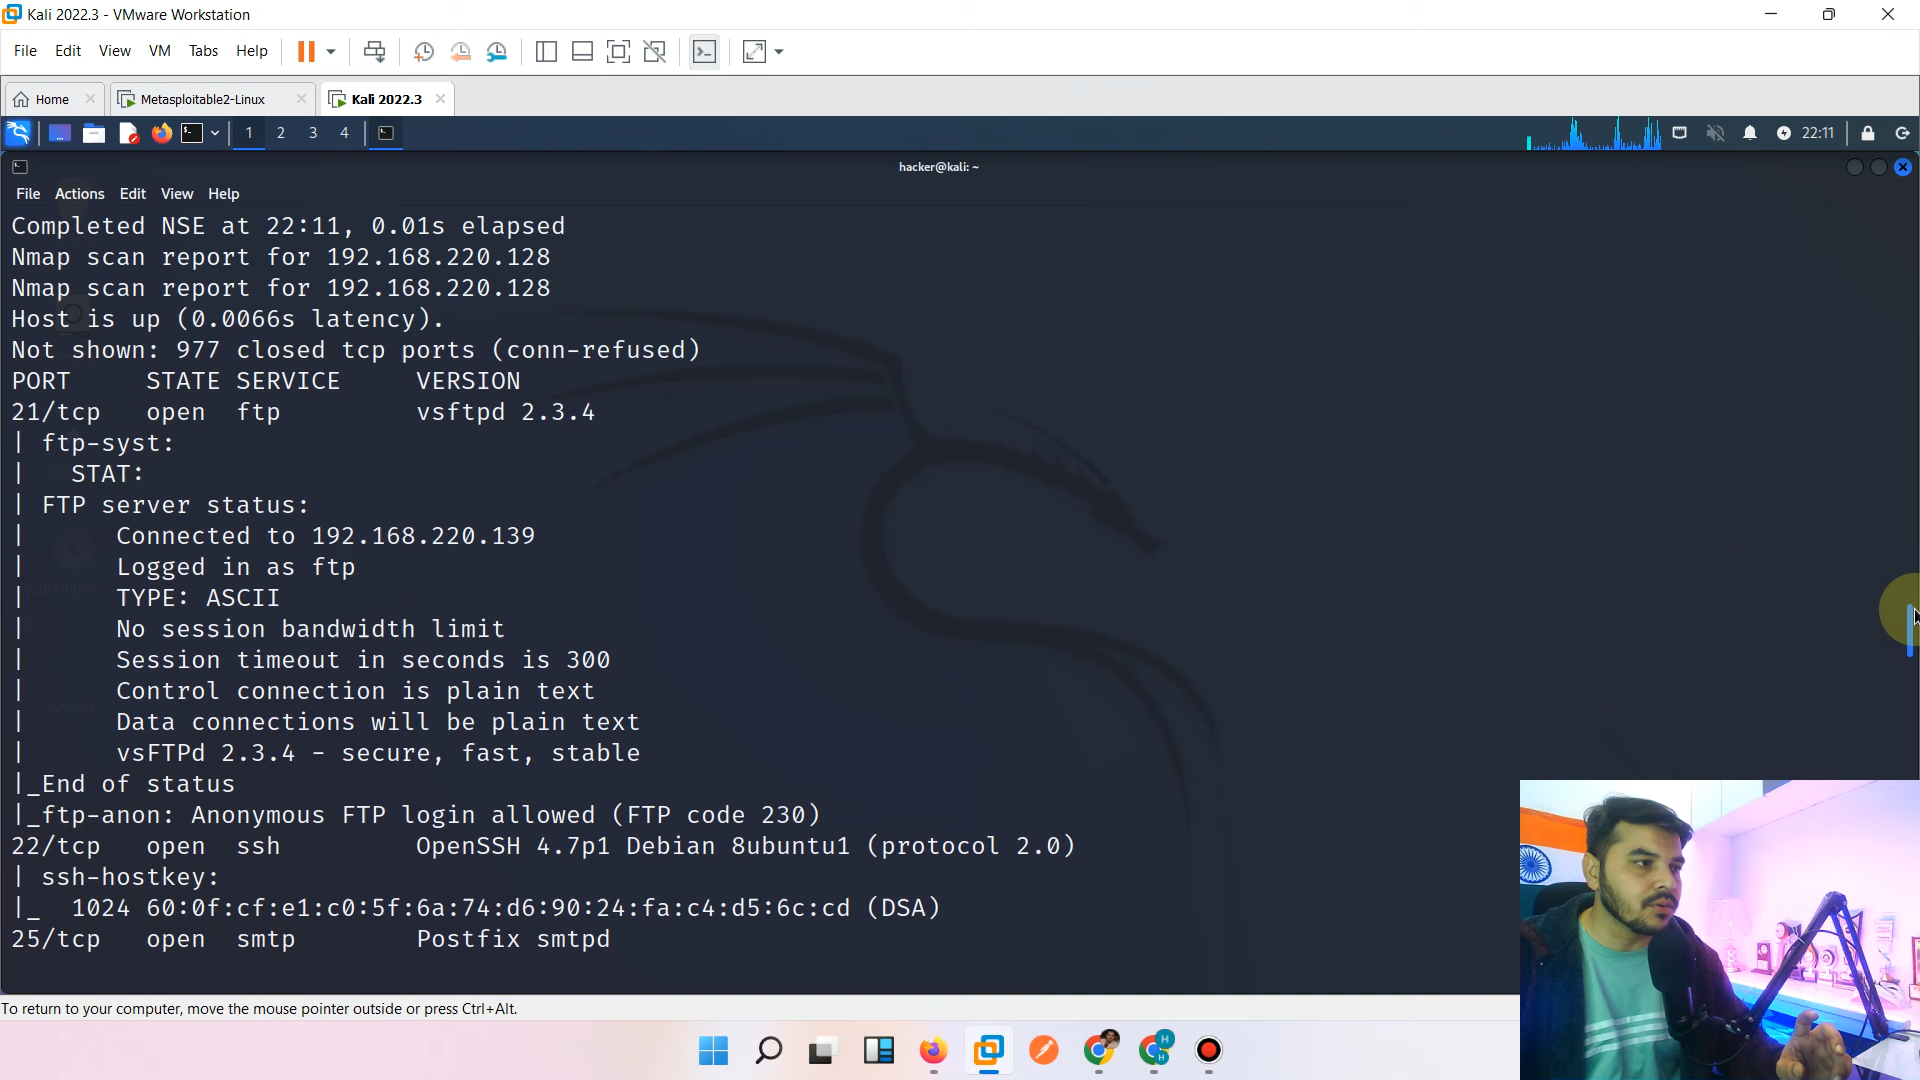 Kali 2022.3 - VMware Workstation
File Edit View VM Tabs Help
Home Metasploitable2-Linux Kali 2022.3
1 2 3 4 22:11
hacker@kali: ~
File Actions Edit View Help
Completed NSE at 22:11, 0.01s elapsed
Nmap scan report for 192.168.220.128
Nmap scan report for 192.168.220.128
Host is up (0.0066s latency).
Not shown: 977 closed tcp ports (conn-refused)
PORT STATE SERVICE VERSION
21/tcp open ftp vsftpd 2.3.4
| ftp-syst:
| STAT:
| FTP server status:
| Connected to 192.168.220.139
| Logged in as ftp
| TYPE: ASCII
| No session bandwidth limit
| Session timeout in seconds is 300
| Control connection is plain text
| Data connections will be plain text
| vsFTPd 2.3.4 - secure, fast, stable
|_End of status
|_ftp-anon: Anonymous FTP login allowed (FTP code 230)
22/tcp open ssh OpenSSH 4.7p1 Debian 8ubuntu1 (protocol 2.0)
| ssh-hostkey:
|_ 1024 60:0f:cf:e1:c0:5f:6a:74:d6:90:24:fa:c4:d5:6c:cd (DSA)
25/tcp open smtp Postfix smtpd
To return to your computer, move the mouse pointer outside or press Ctrl+Alt.